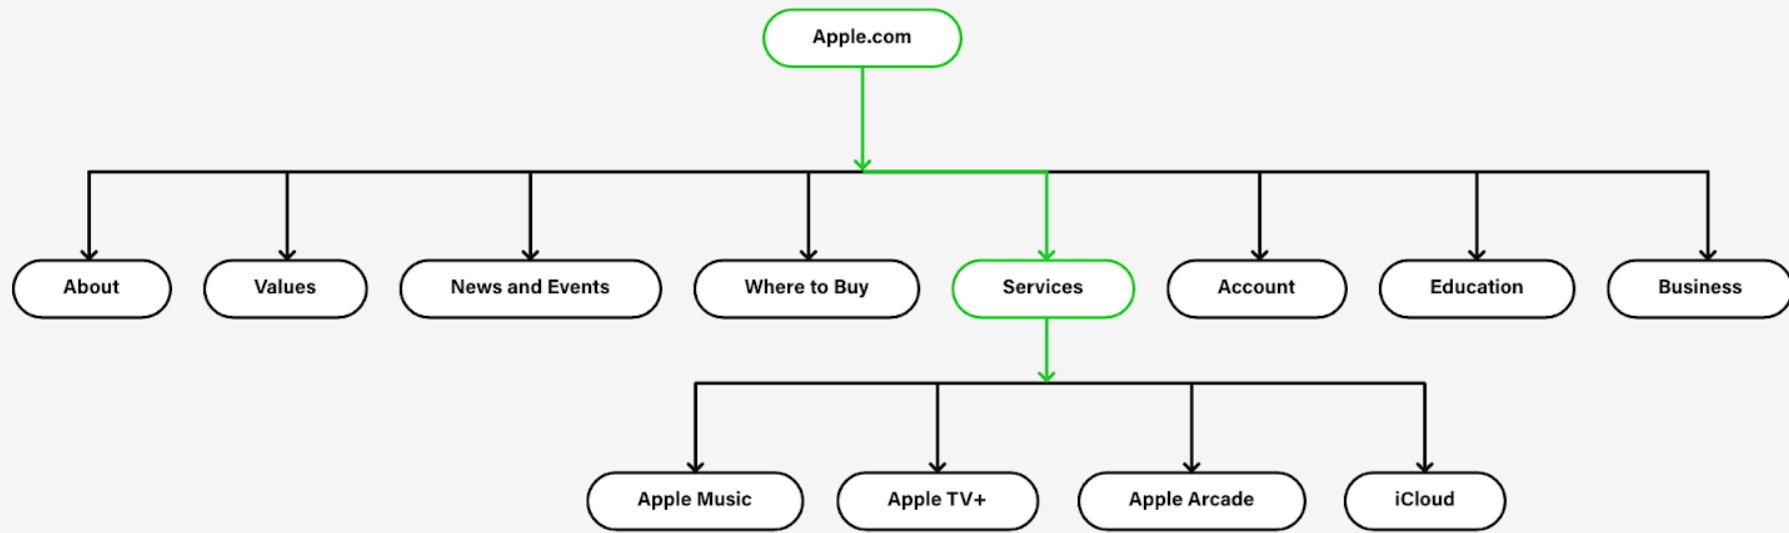 Apple.com
About
Values
News and Events
Where to Buy
Services
Account
Education
Business
Apple Music
Apple TV+
Apple Arcade
iCloud